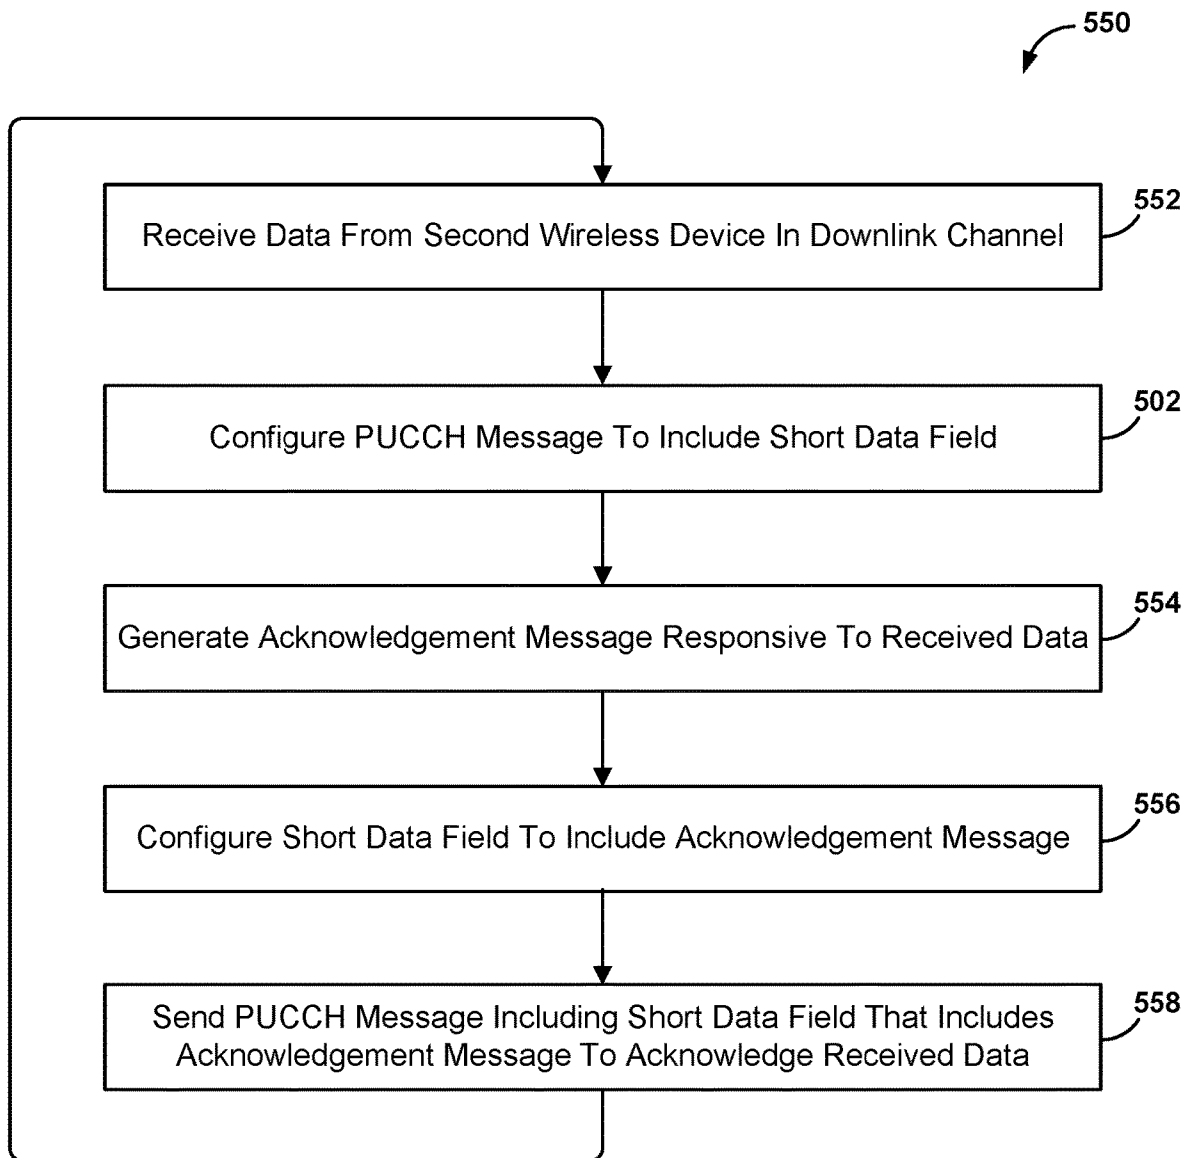 550
552
Receive Data From Second Wireless Device In Downlink Channel
502
Configure PUCCH Message To Include Short Data Field
554
Generate Acknowledgement Message Responsive To Received Data
556
Configure Short Data Field To Include Acknowledgement Message
558
Send PUCCH Message Including Short Data Field That Includes
Acknowledgement Message To Acknowledge Received Data